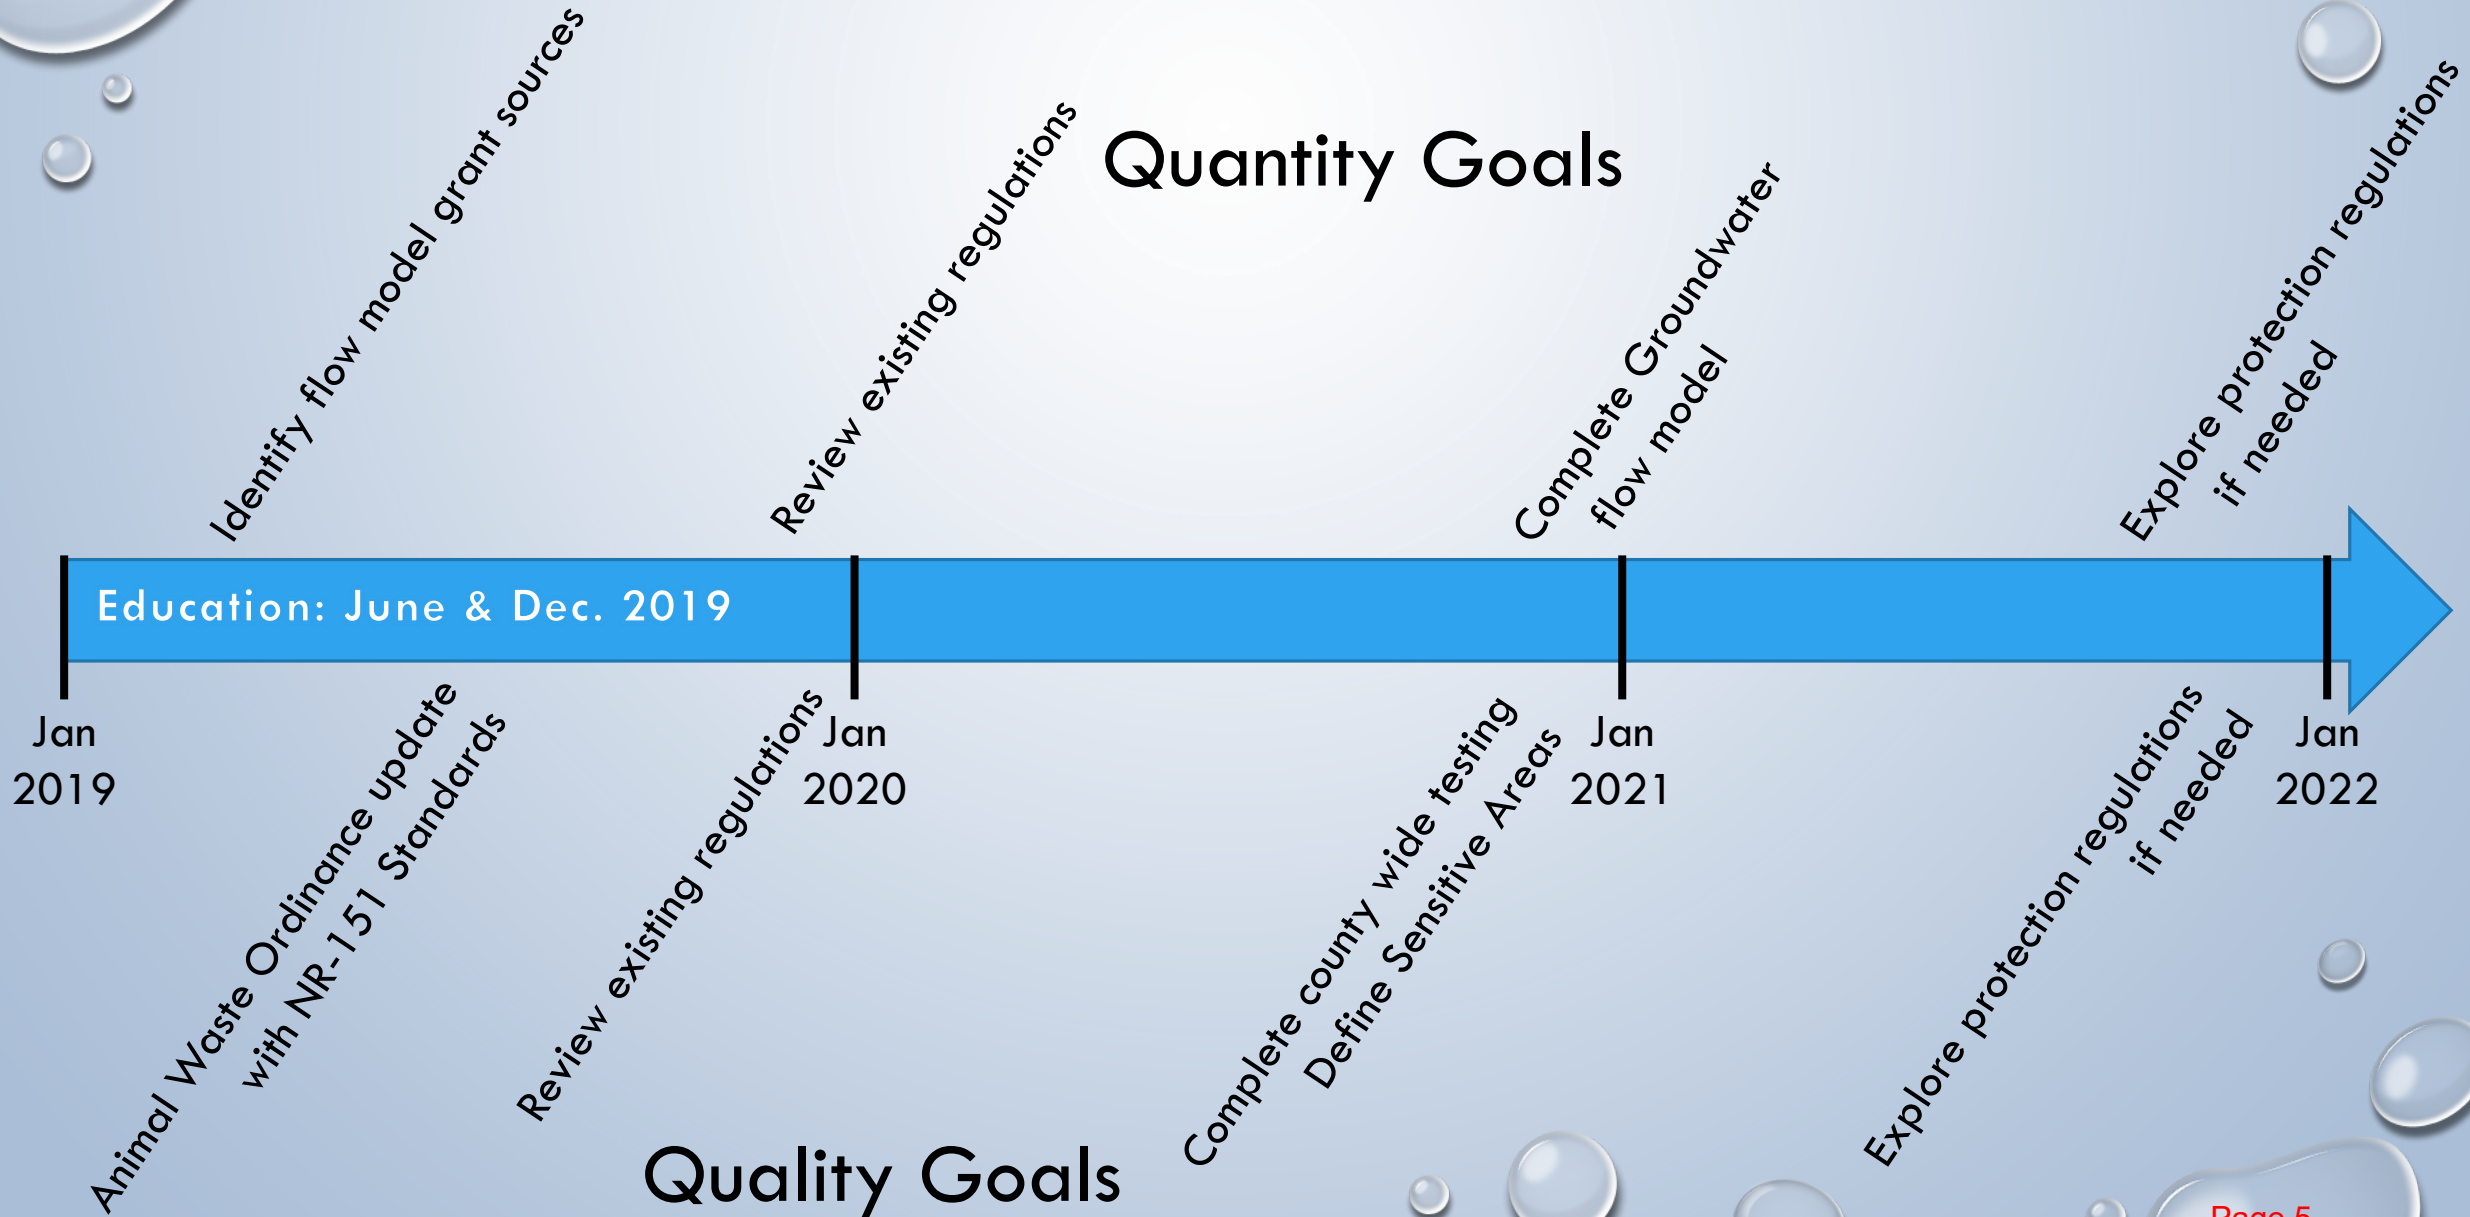 Quantity Goals
Identify flow model grant sources
Review existing regulations
Complete Groundwater
flow model
Explore protection regulations
if needed
Education: June & Dec. 2019
Jan
2019
Jan
2020
Jan
2021
Jan
2022
Animal Waste Ordinance update
with NR-151 Standards
Review existing regulations
Complete county wide testing
Define Sensitive Areas
Explore protection regulations
if needed
Quality Goals
Page 5